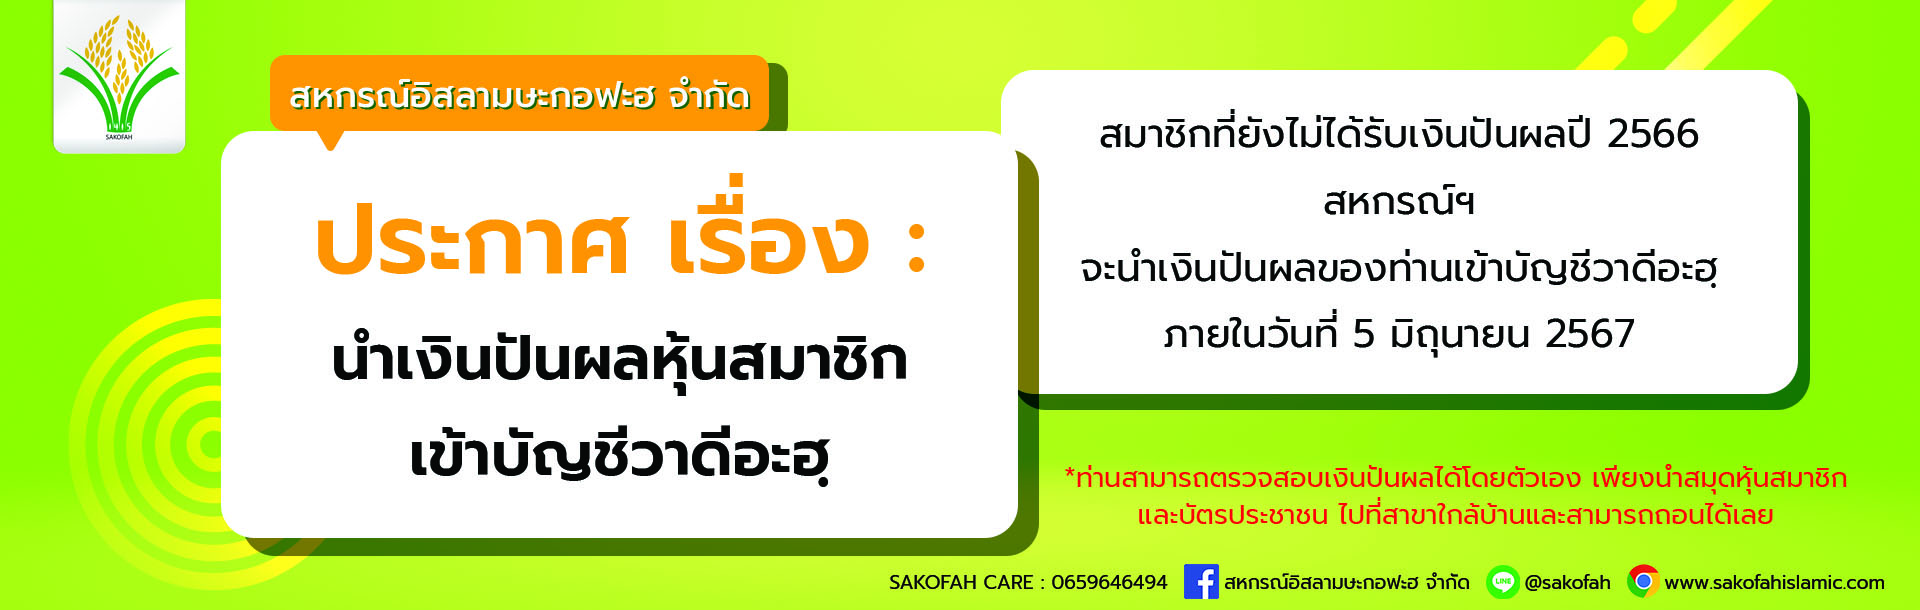 1415
SAKOFAH
สหกรณ์อิสลามษะกอฟะฮ จำกัด
ประกาศ เรื่อง :
นำเงินปันผลหุ้นสมาชิก
เข้าบัญชีวาดีอะฮฺ
สมาชิกที่ยังไม่ได้รับเงินปันผลปี 2566
สหกรณ์ฯ
จะนำเงินปันผลของท่านเข้าบัญชีวาดีอะฮฺ
ภายในวันที่ 5 มิถุนายน 2567
*ท่านสามารถตรวจสอบเงินปันผลได้โดยตัวเอง เพียงนำสมุดหุ้นสมาชิก
และบัตรประชาชน ไปที่สาขาใกล้บ้านและสามารถถอนได้เลย
SAKOFAH CARE : 0659646494 สหกรณ์อิสลามษะกอฟะฮ จำกัด LINE @sakofah www.sakofahislamic.com